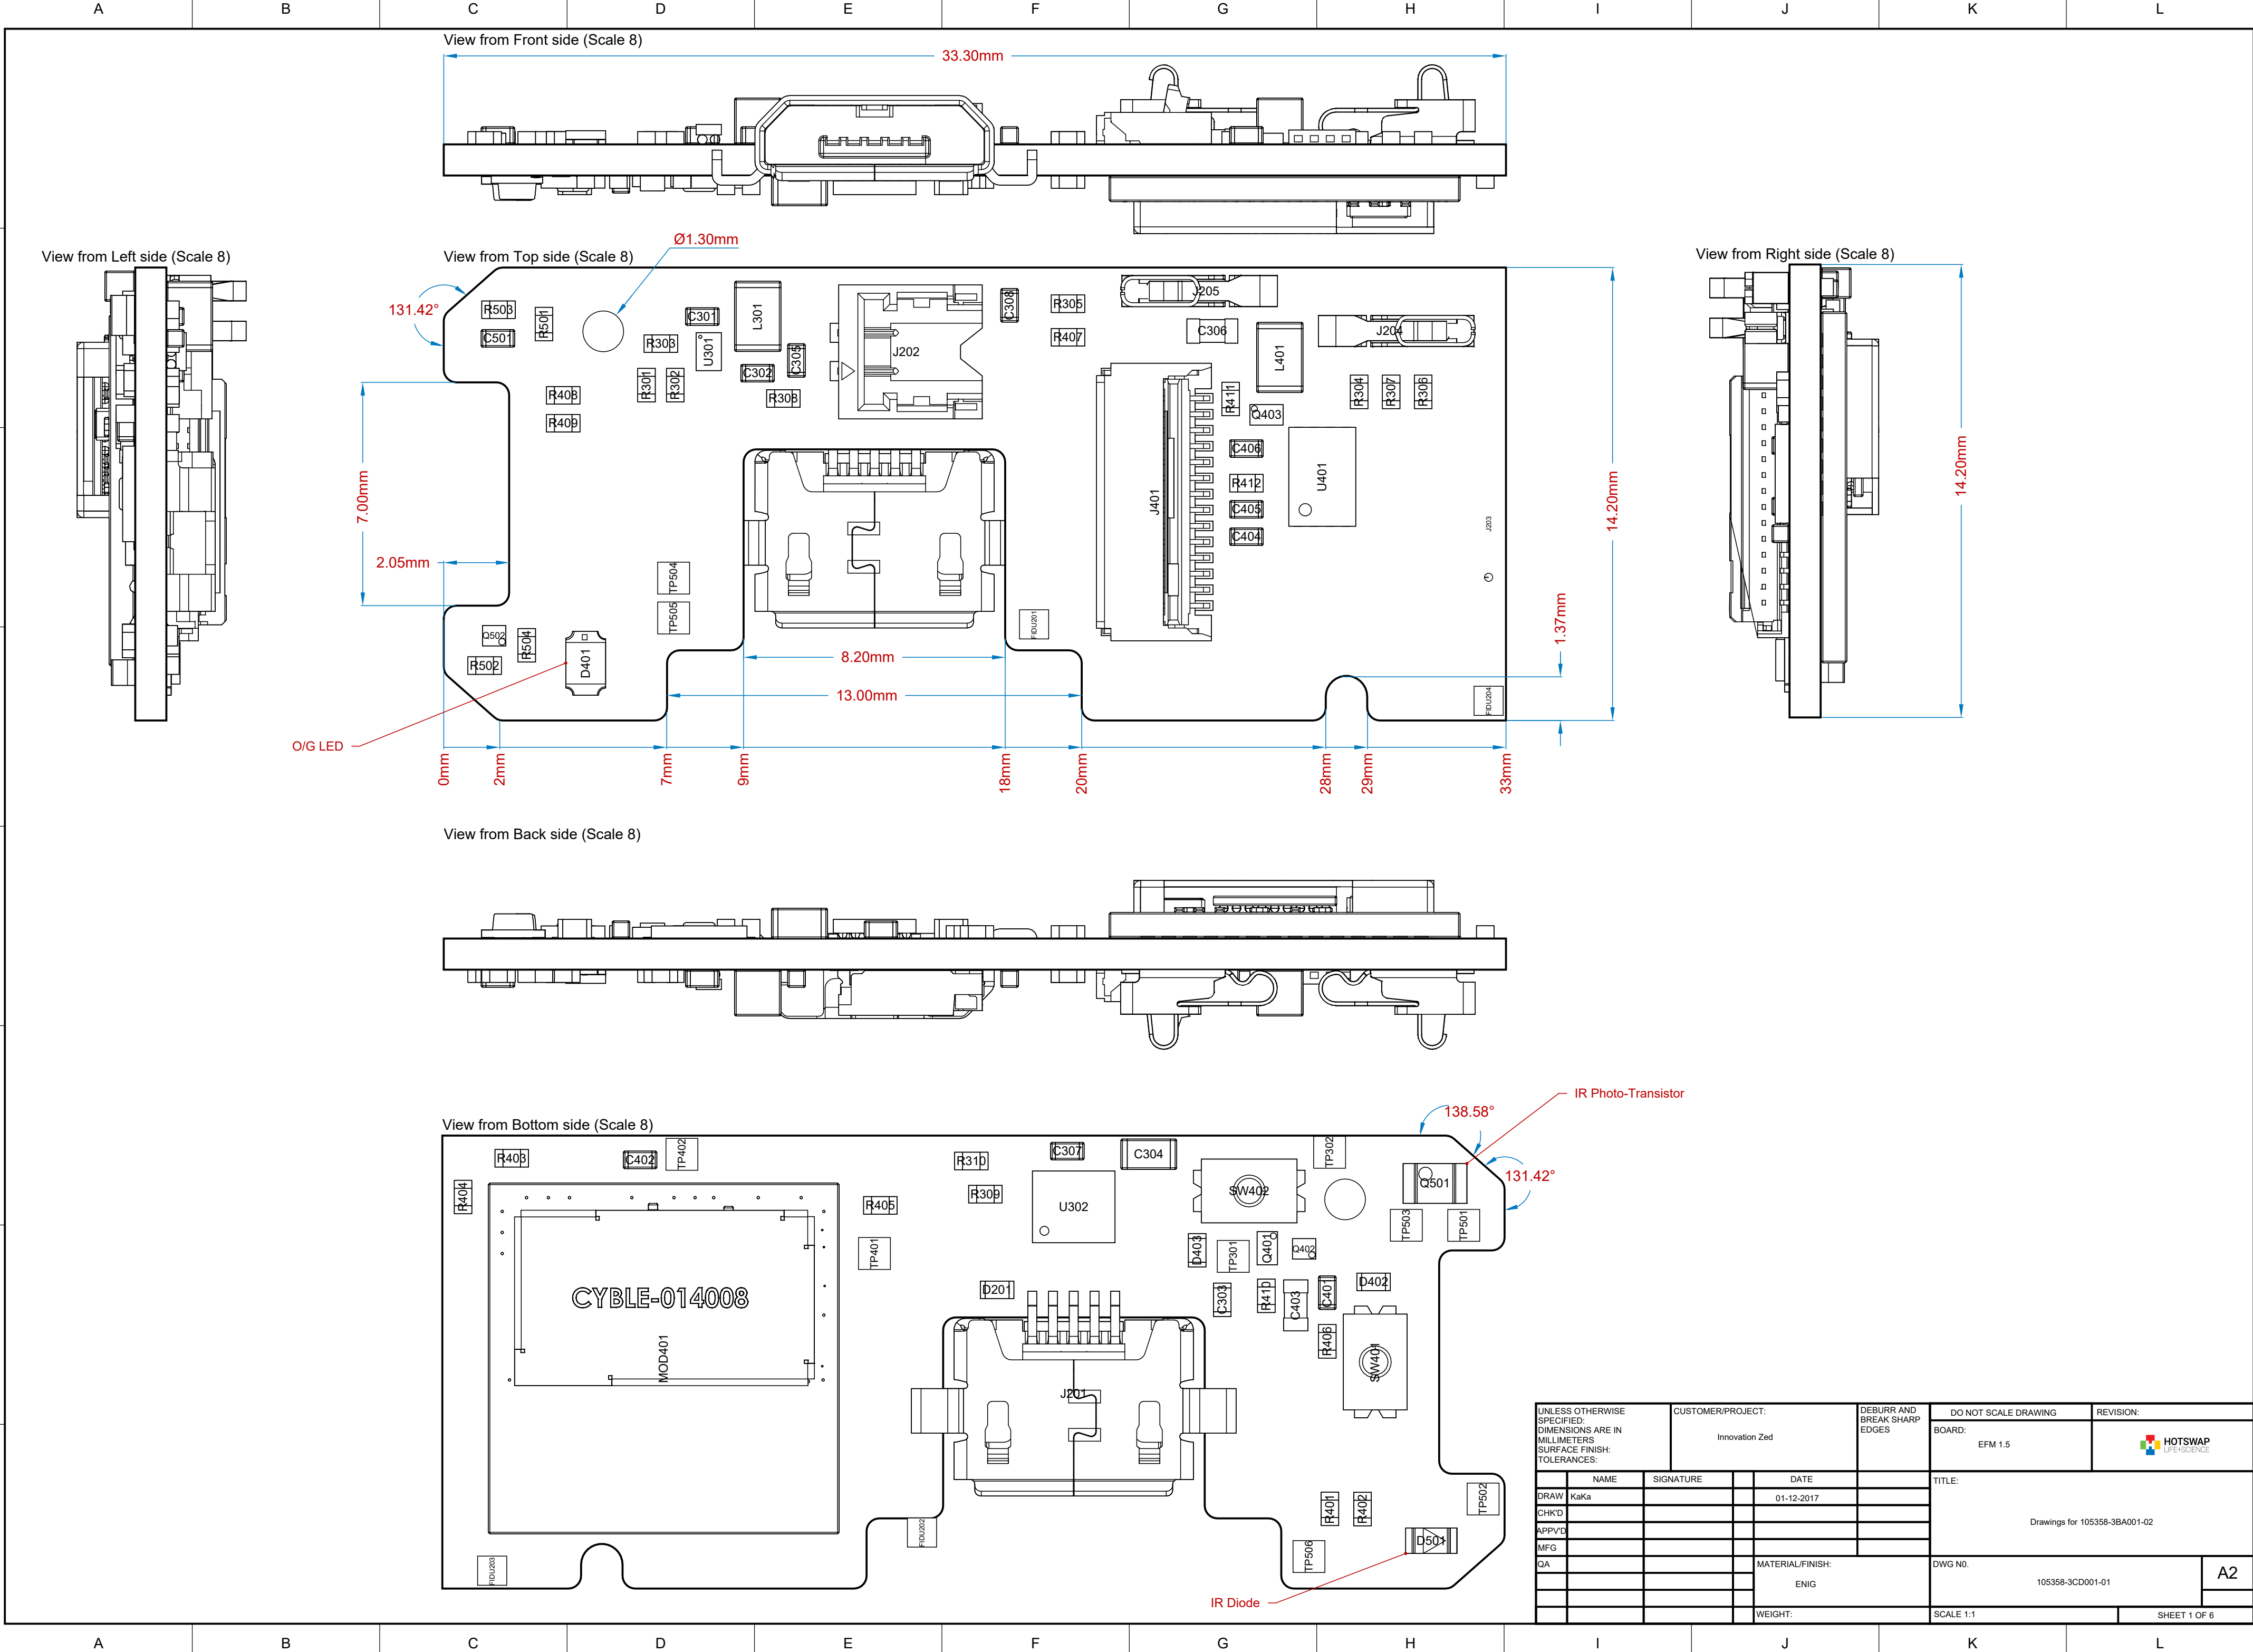 A B C D E F G H I J K L
View from Front side (Scale 8)
33.30mm
View from Left side (Scale 8)
View from Top side (Scale 8)
Ø1.30mm
View from Right side (Scale 8)
131.42°
R503
C501
R501
R303
C301
U301
L301
C302
C305
R301
R302
R308
R408
R409
J202
C308
R305
R407
J205
C306
L401
J204
R411
Q403
R304
R307
R306
C406
R412
C405
C404
U401
J401
J203
7.00mm
2.05mm
14.20mm
14.20mm
1.37mm
TP504
TP505
Q502
R504
R502
D401
FIDU201
FIDU204
8.20mm
13.00mm
O/G LED
0mm
2mm
7mm
9mm
18mm
20mm
28mm
29mm
33mm
View from Back side (Scale 8)
View from Bottom side (Scale 8)
IR Photo-Transistor
138.58°
131.42°
R403
C402
TP402
R404
R405
TP401
R310
R309
C307
C304
U302
SW402
TP302
Q501
TP503
TP501
D403
TP301
Q401
Q402
D201
C303
R410
C403
C401
D402
R406
SW401
CYBLE-014008
MOD401
J201
R401
R402
TP502
FIDU202
FIDU203
TP506
D501
IR Diode
UNLESS OTHERWISE
SPECIFIED:
DIMENSIONS ARE IN
MILLIMETERS
SURFACE FINISH:
TOLERANCES:
CUSTOMER/PROJECT:
Innovation Zed
DEBURR AND
BREAK SHARP
EDGES
DO NOT SCALE DRAWING
REVISION:
BOARD:
EFM 1.5
HOTSWAP
LIFE+SCIENCE
NAME SIGNATURE DATE
TITLE:
DRAW KaKa 01-12-2017
CHK'D
APPV'D
Drawings for 105358-3BA001-02
MFG
QA
MATERIAL/FINISH:
ENIG
DWG N0.
105358-3CD001-01
A2
WEIGHT:
SCALE 1:1
SHEET 1 OF 6
A B C D E F G H I J K L